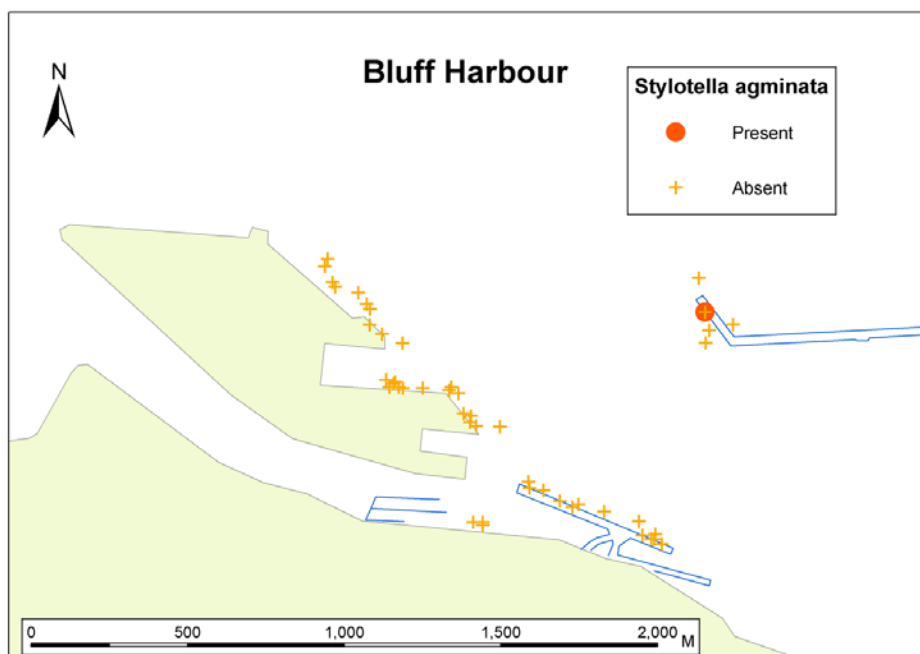 Bluff Harbour
N
Stylotella agminata
Present
Absent
0 500 1,000 1,500 2,000 M